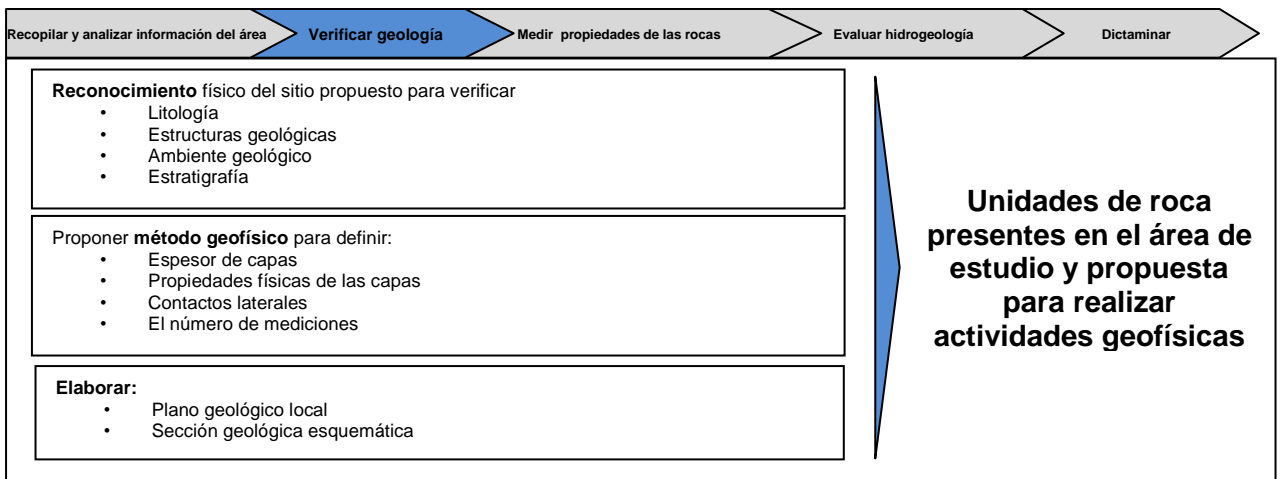 Recopilar y analizar información del área
Verificar geología
Medir propiedades de las rocas
Evaluar hidrogeología
Dictaminar
Reconocimiento físico del sitio propuesto para verificar
• Litología
• Estructuras geológicas
• Ambiente geológico
• Estratigrafía
Proponer método geofísico para definir:
• Espesor de capas
• Propiedades físicas de las capas
• Contactos laterales
• El número de mediciones
Elaborar:
• Plano geológico local
• Sección geológica esquemática
Unidades de roca
presentes en el área de
estudio y propuesta
para realizar
actividades geofísicas